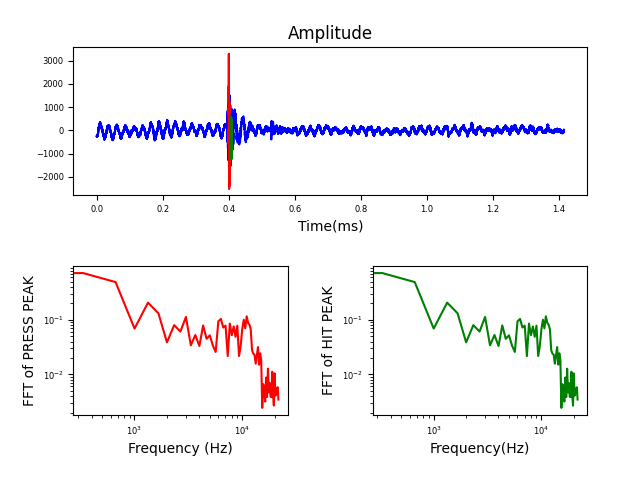 Amplitude
3000
2000
1000
0
−1000
−2000
0.0 0.2 0.4 0.6 0.8 1.0 1.2 1.4
Time(ms)
FFT of PRESS PEAK
10⁻¹
10⁻²
10³ 10⁴
Frequency (Hz)
FFT of HIT PEAK
10⁻¹
10⁻²
10³ 10⁴
Frequency(Hz)